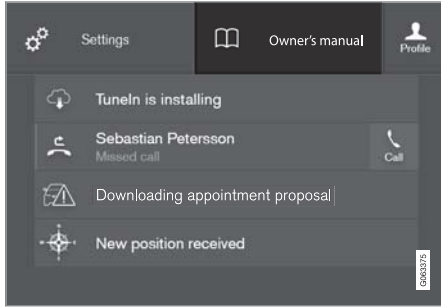 Settings
Owner's manual
Profile
TuneIn is installing
Sebastian Petersson
Missed call
Call
Downloading appointment proposal
New position received
G063375